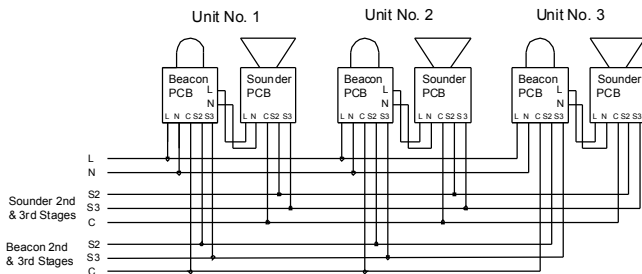 Unit No. 1
Unit No. 2
Unit No. 3
Beacon
PCB
L
N
Sounder
PCB
L N C S2 S3
L N C S2 S3
Beacon
PCB
L
N
Sounder
PCB
L N C S2 S3
L N C S2 S3
Beacon
PCB
L
N
Sounder
PCB
L N C S2 S3
L N C S2 S3
L
N
Sounder 2nd
& 3rd Stages
S2
S3
C
Beacon 2nd
& 3rd Stages
S2
S3
C